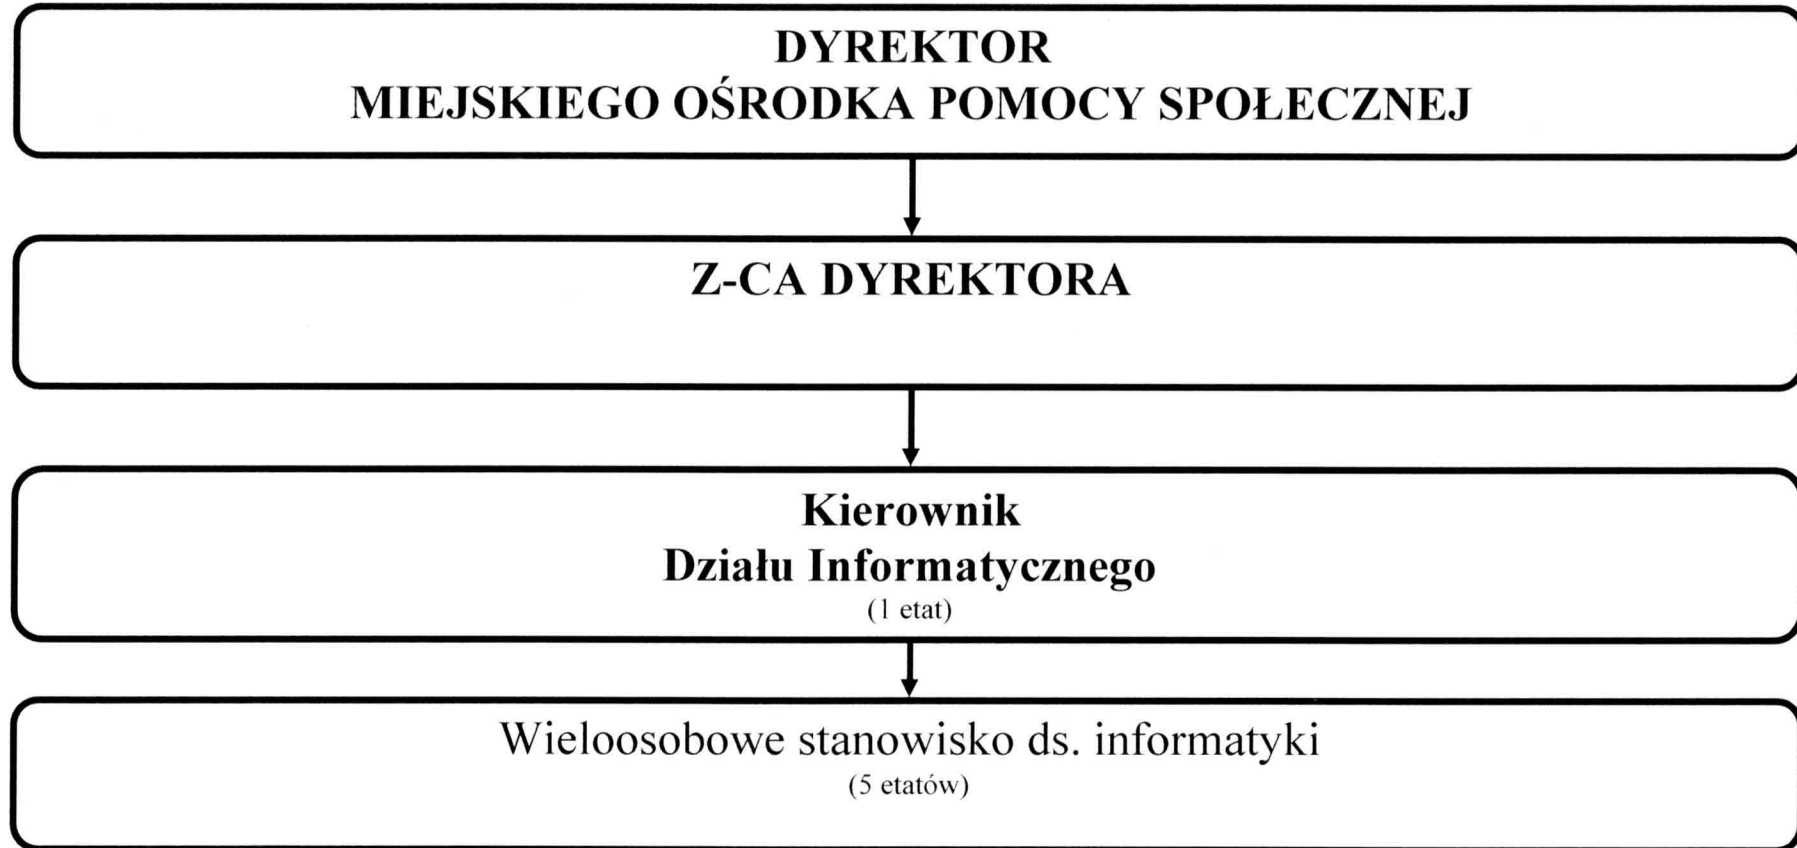 DYREKTOR
MIEJSKIEGO OŚRODKA POMOCY SPOŁECZNEJ
Z-CA DYREKTORA
Kierownik
Działu Informatycznego
(1 etat)
Wieloosobowe stanowisko ds. informatyki
(5 etatów)